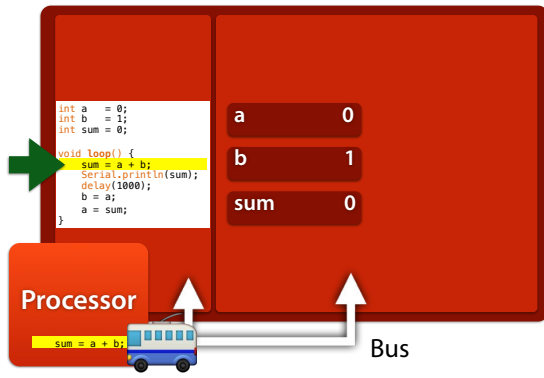 int a   = 0;
int b   = 1;
int sum = 0;
void loop() {
    sum = a + b;
    Serial.println(sum);
    delay(1000);
    b = a;
    a = sum;
}
a 0
b 1
sum 0
Processor
sum = a + b;
Bus